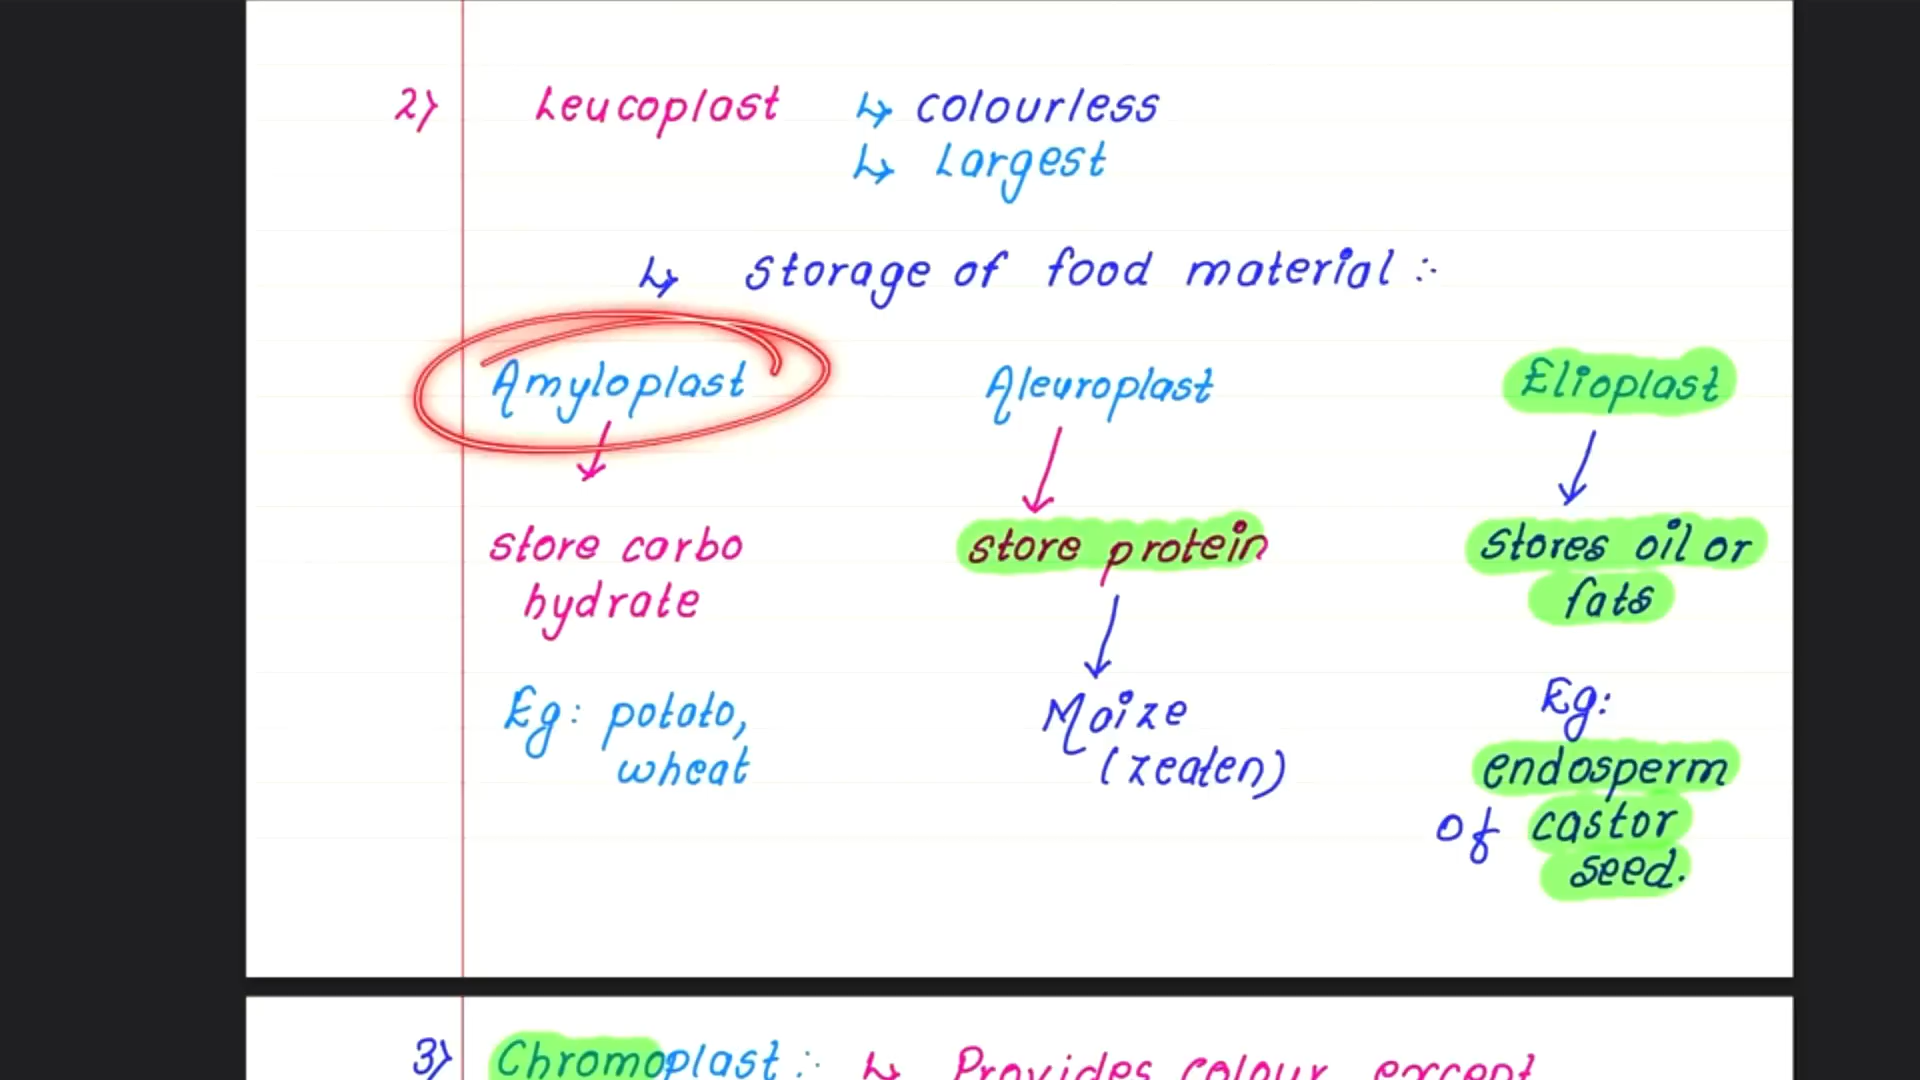 2) Leucoplast ↳ colourless
↳ Largest
↳ storage of food material :-
Amyloplast Aleuroplast Elioplast
store carbo hydrate store protein stores oil or fats
Eg: potato, wheat Maize (zeaten) Eg: endosperm of castor seed.
3) Chromoplast :- ↳ Provides colour except